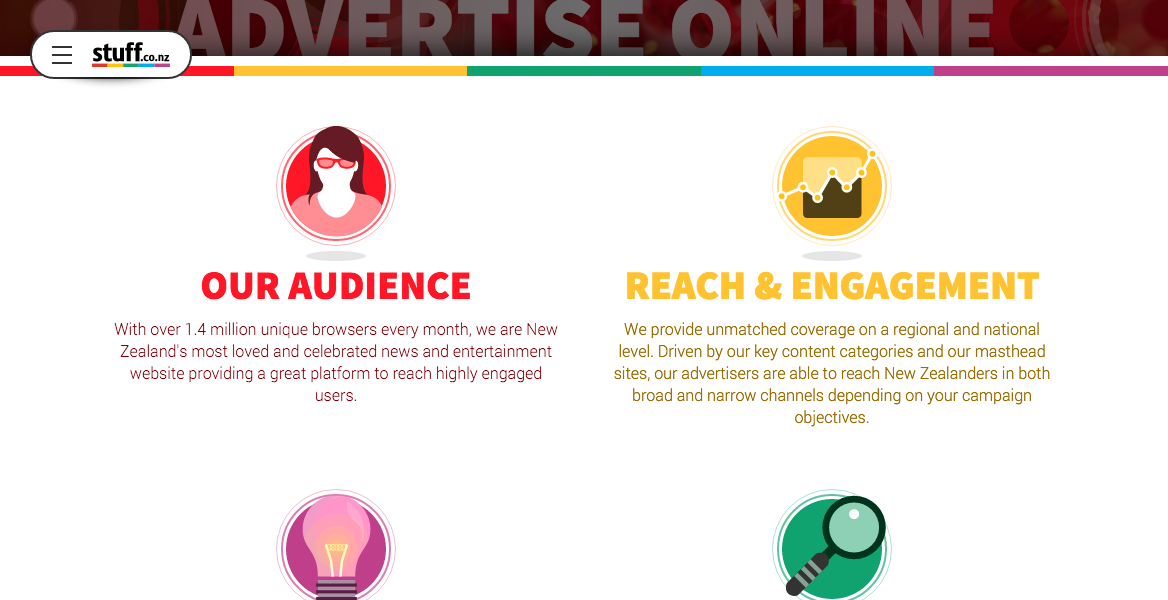 ADVERTISE ONLINE
stuff.co.nz
OUR AUDIENCE
With over 1.4 million unique browsers every month, we are New
Zealand's most loved and celebrated news and entertainment
website providing a great platform to reach highly engaged
users.
REACH & ENGAGEMENT
We provide unmatched coverage on a regional and national
level. Driven by our key content categories and our masthead
sites, our advertisers are able to reach New Zealanders in both
broad and narrow channels depending on your campaign
objectives.